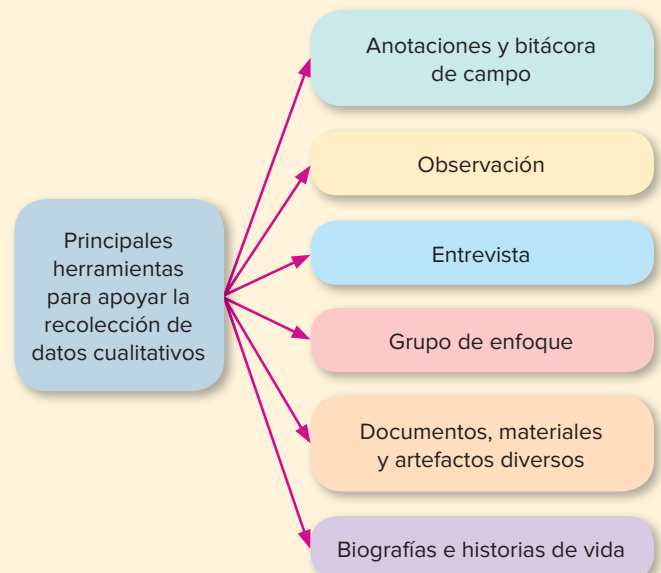 Principales
herramientas
para apoyar la
recolección de
datos cualitativos
Anotaciones y bitácora
de campo
Observación
Entrevista
Grupo de enfoque
Documentos, materiales
y artefactos diversos
Biografías e historias de vida